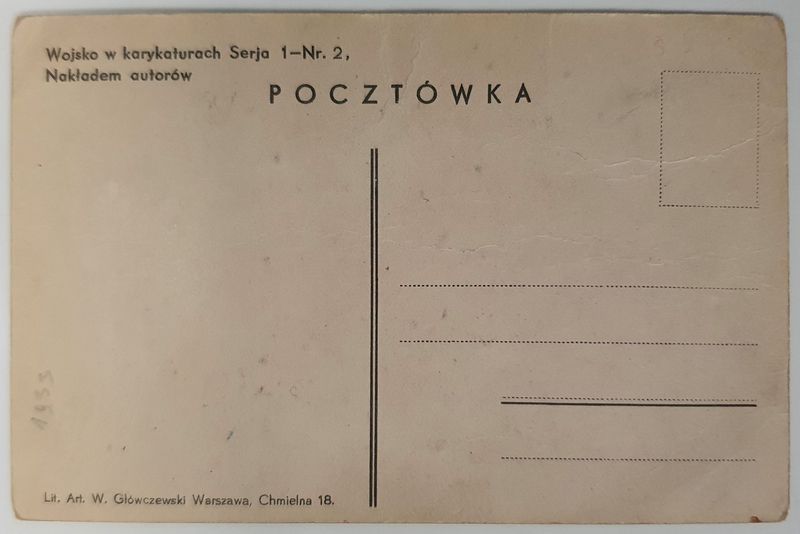 Wojsko w karykaturach Serja 1–Nr. 2,
Nakładem autorów
POCZTÓWKA
1933
Lit. Art. W. Główczewski Warszawa, Chmielna 18.